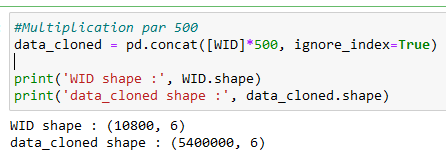 #Multiplication par 500
data_cloned = pd.concat([WID]*500, ignore_index=True)
print('WID shape :', WID.shape)
print('data_cloned shape :', data_cloned.shape)
WID shape : (10800, 6)
data_cloned shape : (5400000, 6)